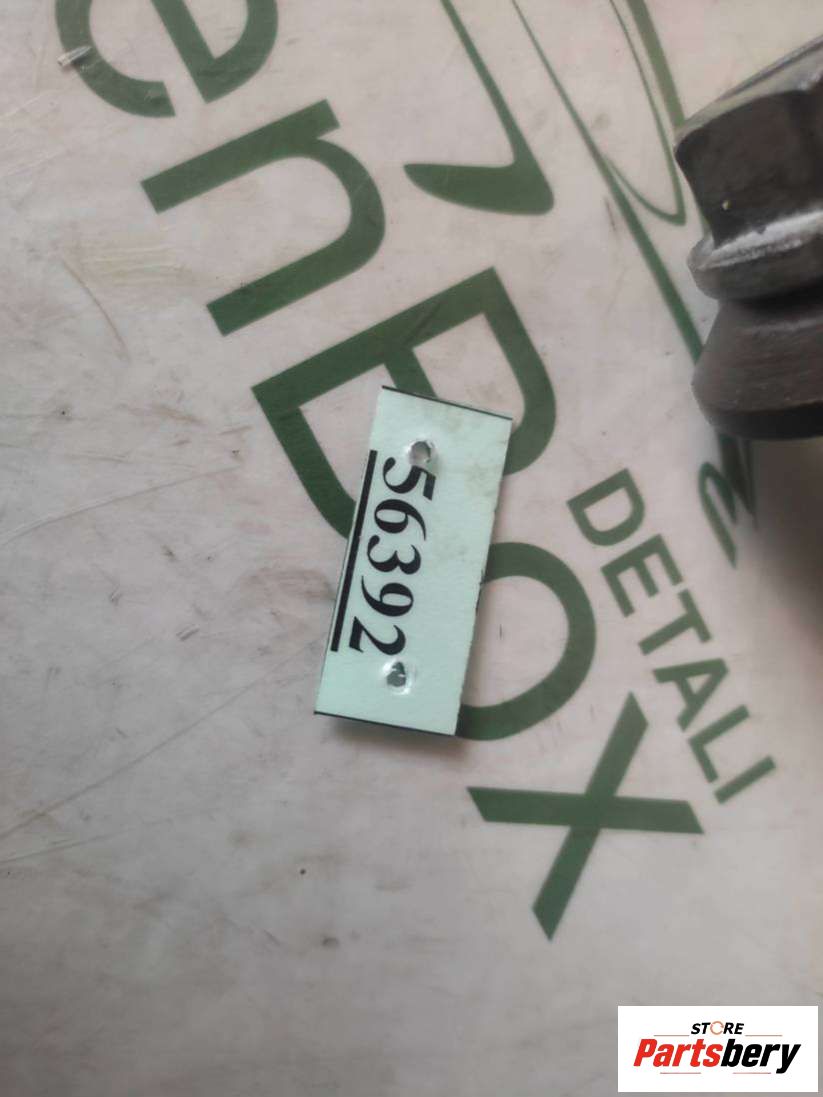 enBOX
DETALI
56392
STORE
Partsbery